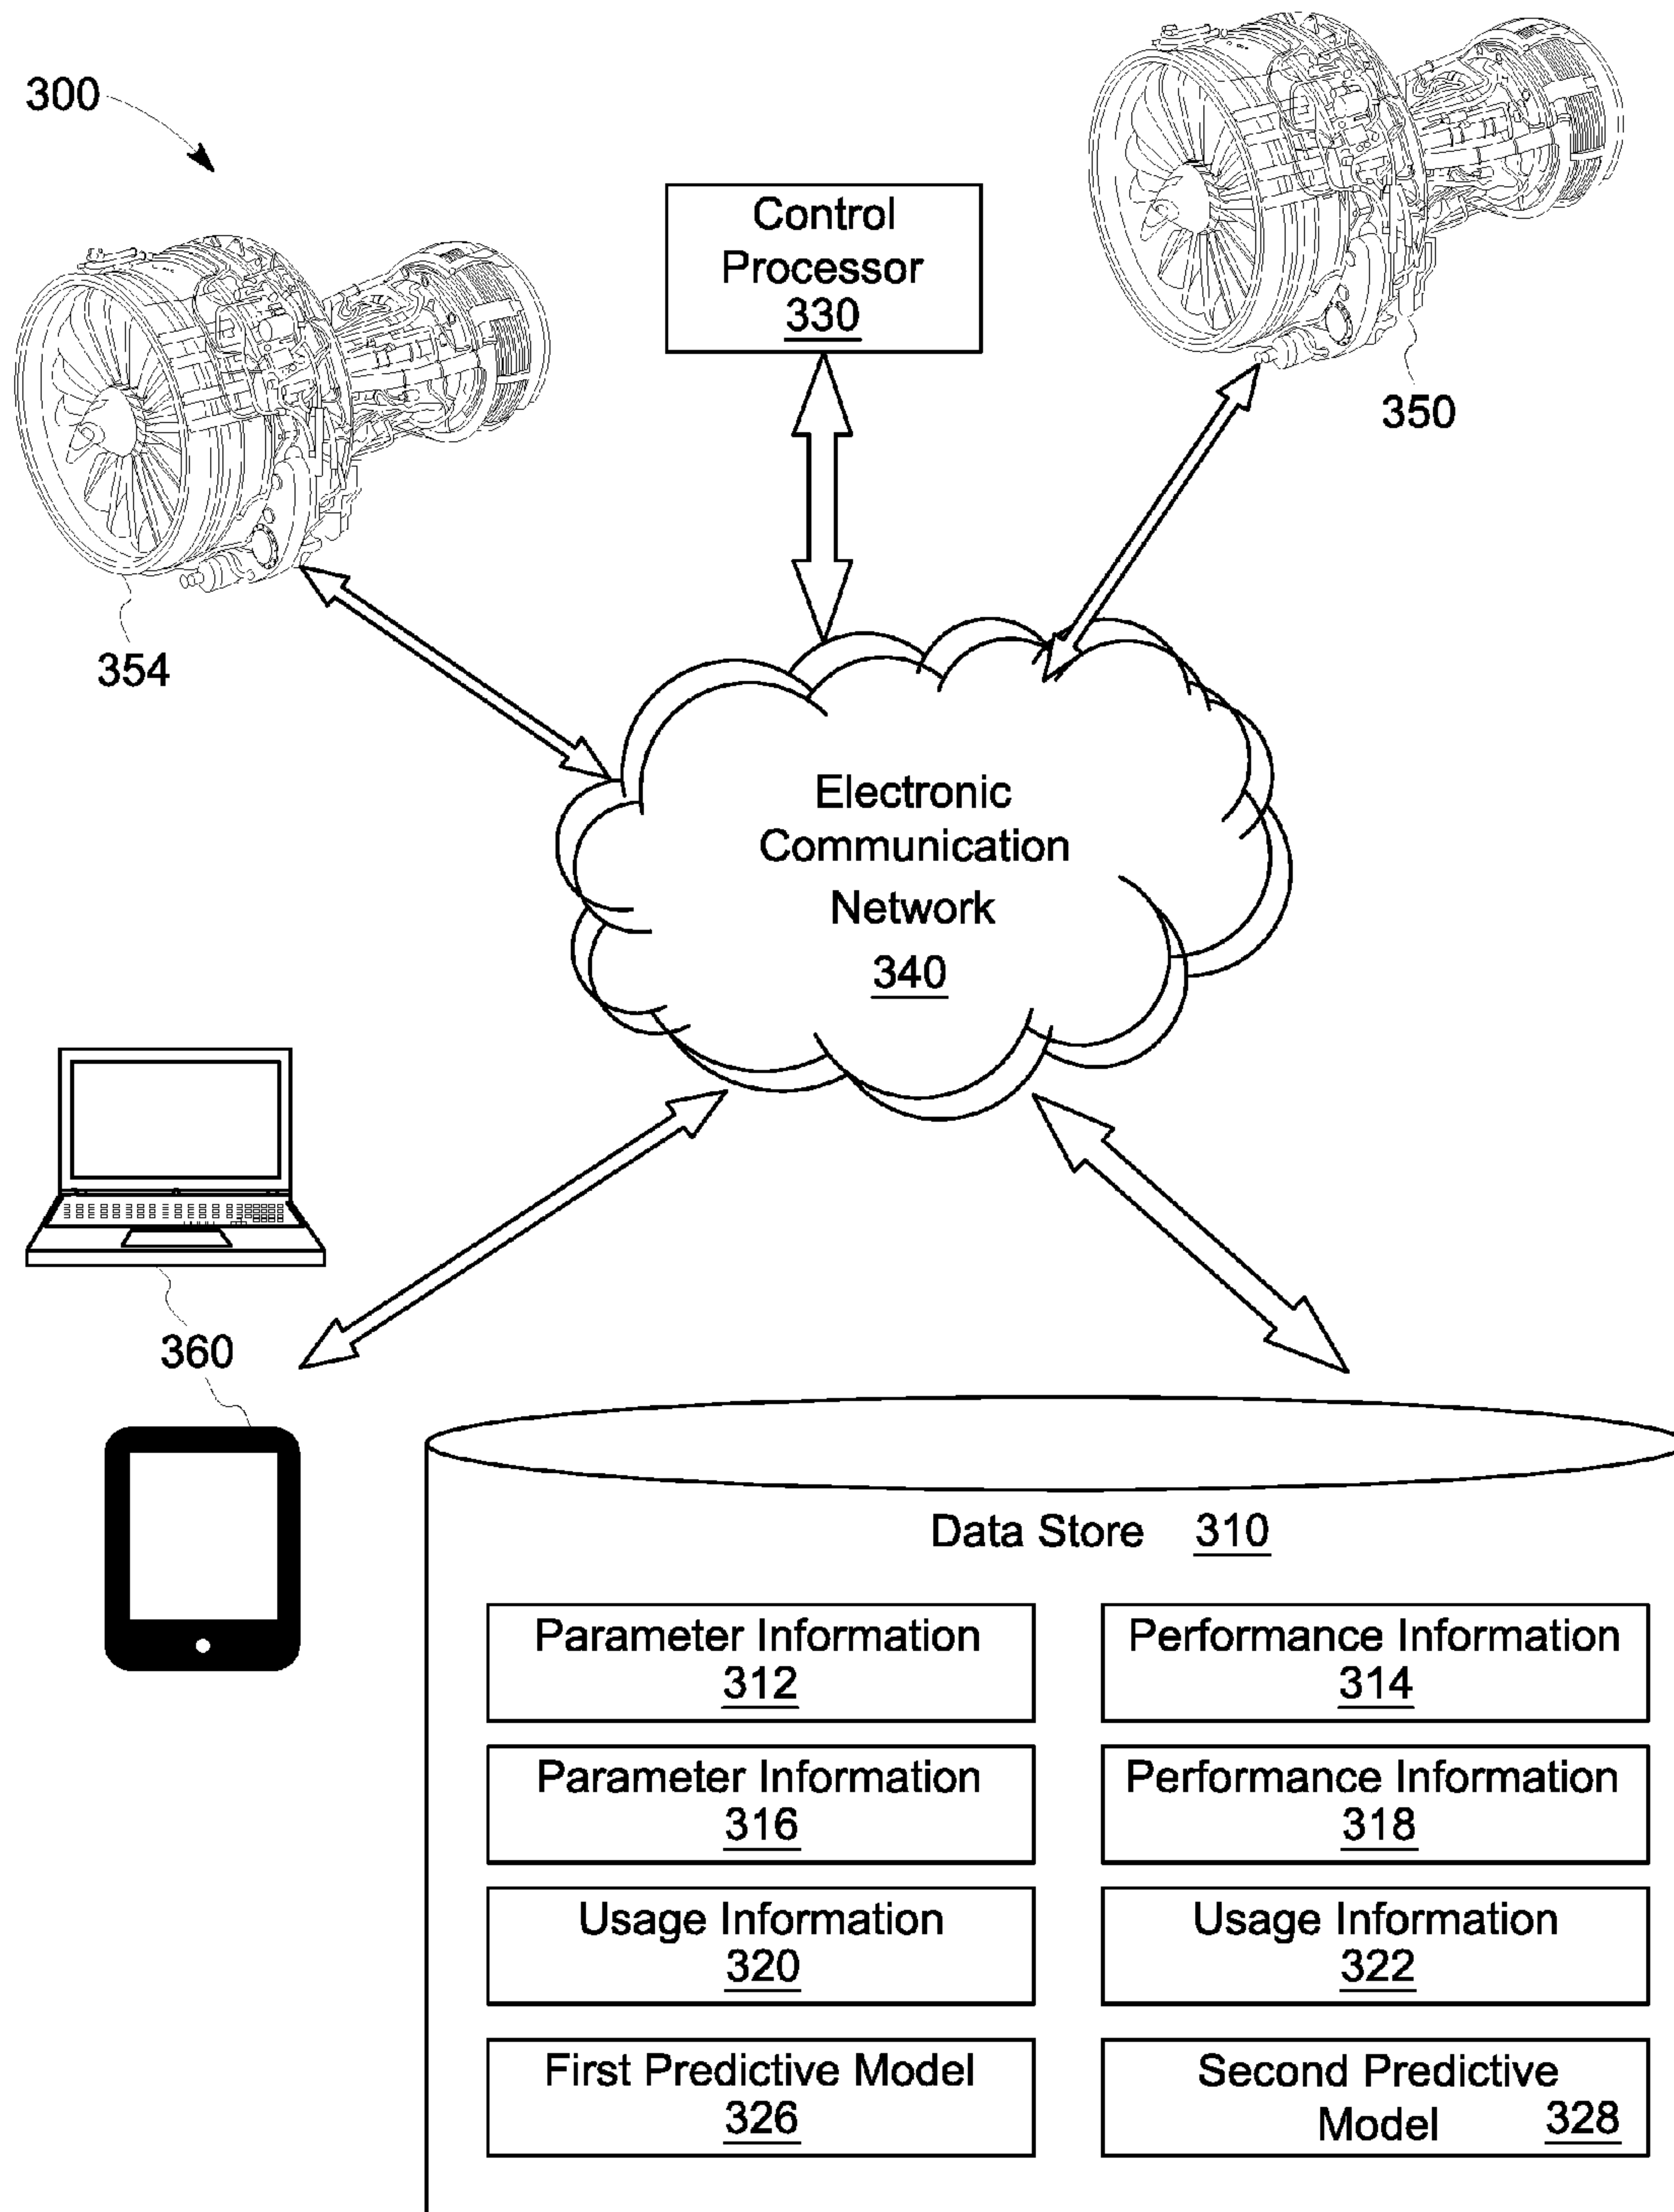 300
Control
Processor
330
350
354
Electronic
Communication
Network
340
360
Data Store 310
Parameter Information
312
Performance Information
314
Parameter Information
316
Performance Information
318
Usage Information
320
Usage Information
322
First Predictive Model
326
Second Predictive
Model 328